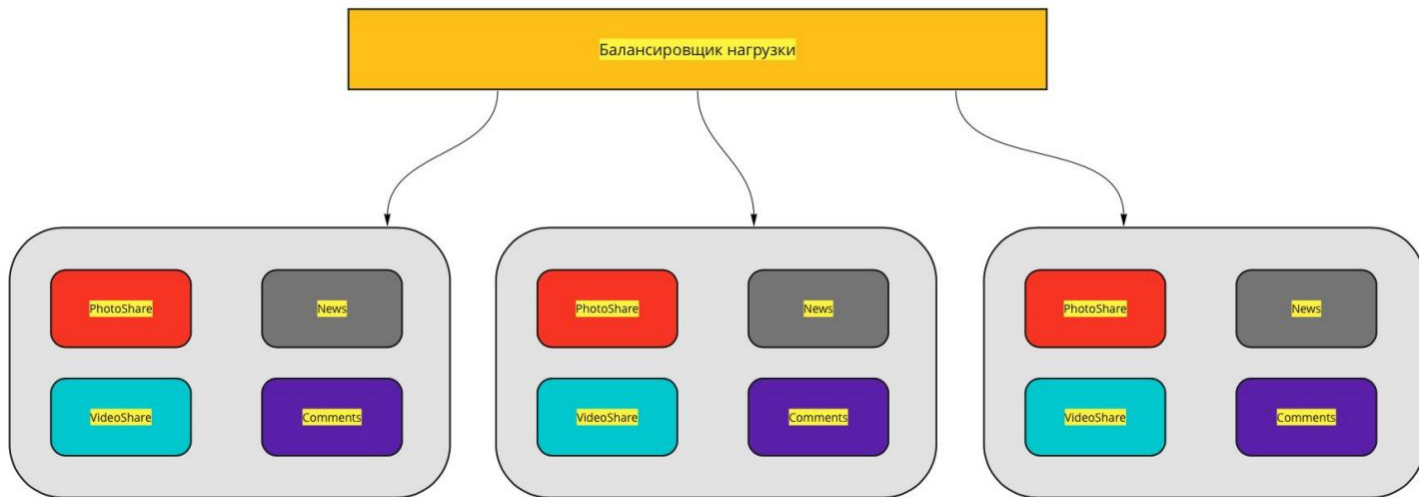 Балансировщик нагрузки
PhotoShare
News
PhotoShare
News
PhotoShare
News
VideoShare
Comments
VideoShare
Comments
VideoShare
Comments